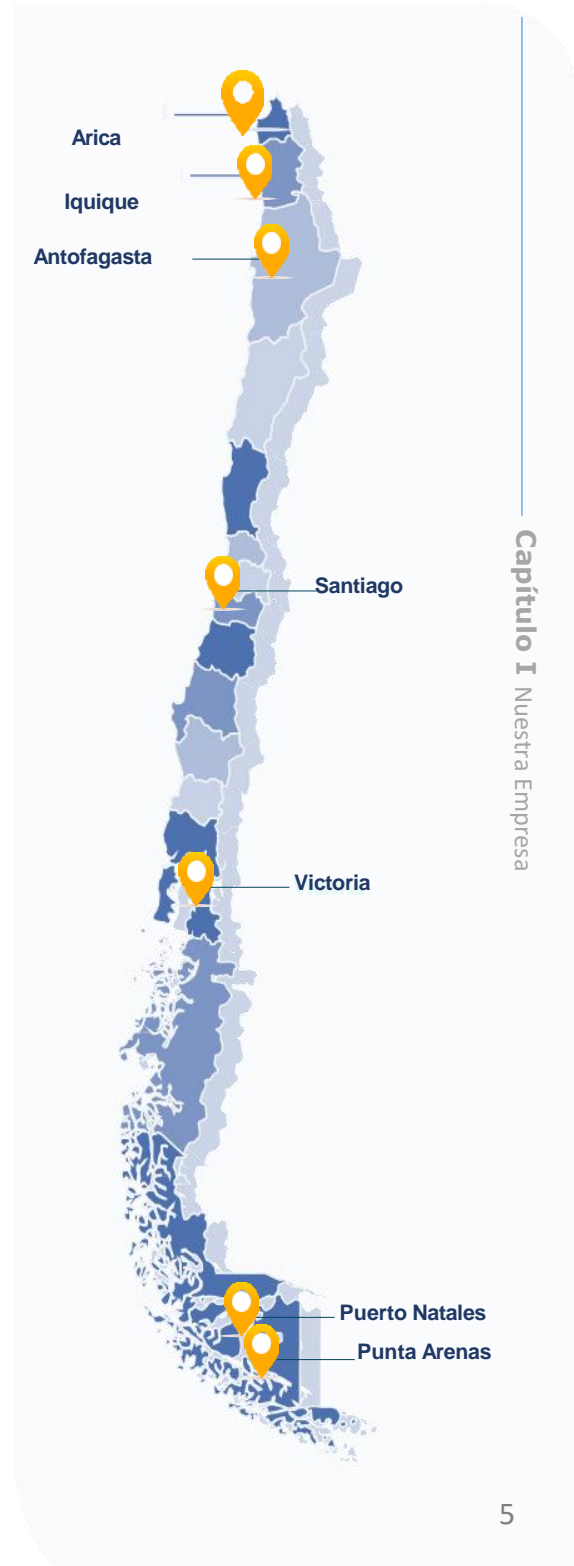 Arica
Iquique
Antofagasta
Santiago
Capítulo I Nuestra Empresa
Victoria
Puerto Natales
Punta Arenas
5